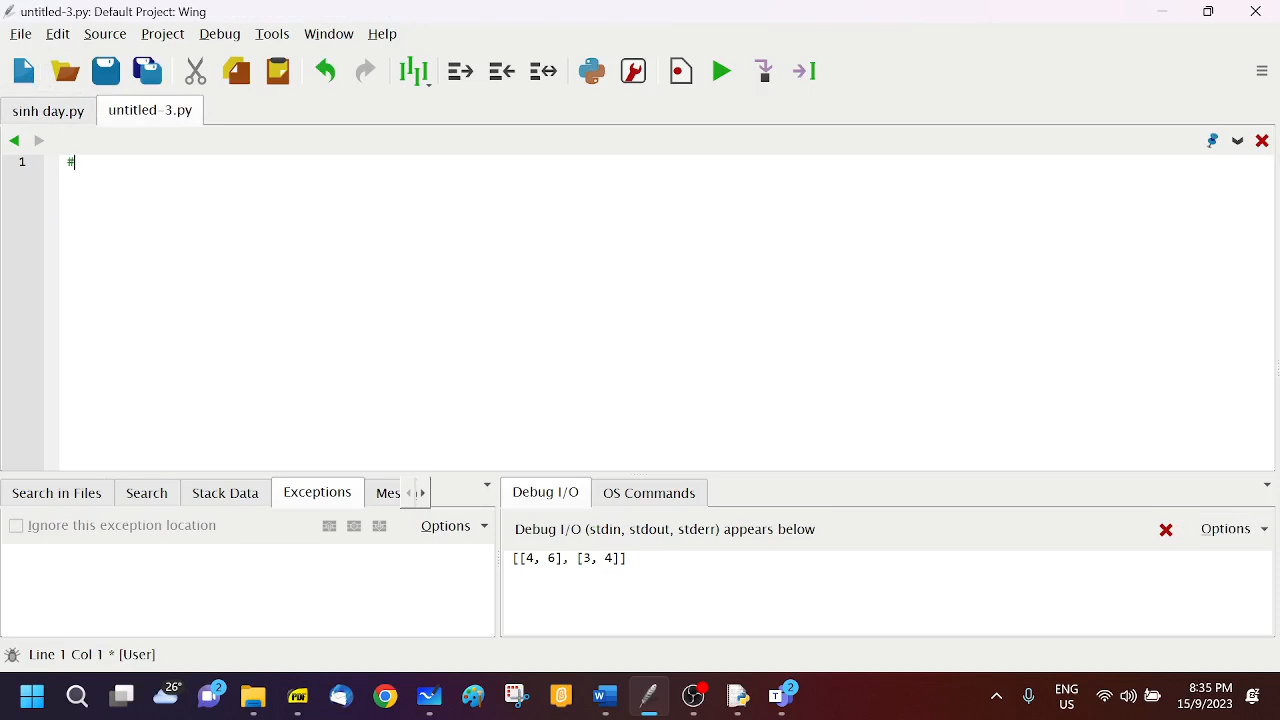 untitled-3.py: Default Project: Wing
File Edit Source Project Debug Tools Window Help
sinh day.py untitled-3.py
1 #
Search in Files Search Stack Data Exceptions Mes Debug I/O OS Commands
Ignore this exception location Options Debug I/O (stdin, stdout, stderr) appears below Options
[[4, 6], [3, 4]]
Line 1 Col 1 * [User]
26° 2 PDF 2 ENG 8:35 PM
US 15/9/2023